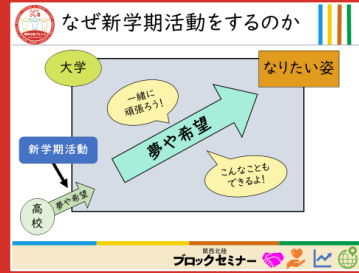 なぜ新学期活動をするのか
大学
なりたい姿
一緒に
頑張ろう!
夢や希望
新学期活動
こんなことも
できるよ!
夢や希望
高
校
関西北陸
ブロックセミナー